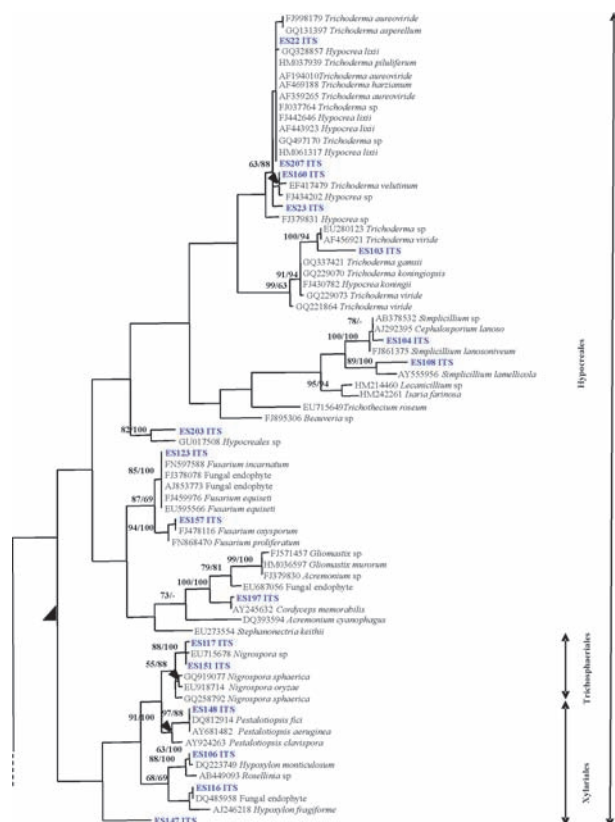 FJ998179 Trichoderma aureoviride
GQ131397 Trichoderma asperellum
ES22 ITS
GQ328857 Hypocrea lixii
HM037939 Trichoderma piluliferum
AF194010Trichoderma aureoviride
AF469188 Trichoderma harzianum
AF359265 Trichoderma aureoviride
FJ037764 Trichoderma sp
FJ442646 Hypocrea lixii
AF443923 Hypocrea lixii
GQ497170 Trichoderma sp
HM061317 Hypocrea lixii
63/88
ES207 ITS
ES160 ITS
EF417479 Trichoderma velutinum
FJ434202 Hypocrea sp
ES23 ITS
FJ379831 Hypocrea sp
EU280123 Trichoderma sp
100/94
AF456921 Trichoderma viride
ES103 ITS
GQ337421 Trichoderma gamsii
91/94
GQ229070 Trichoderma koningiopsis
99/63
FJ430782 Hypocrea koningii
GQ229073 Trichoderma viride
GQ221864 Trichoderma viride
78/-
AB378532 Simplicillium sp
AJ292395 Cephalosporium lanoso
100/100
ES104 ITS
FJ861375 Simplicillium lanosoniveum
89/100
ES108 ITS
AY555956 Simplicillium lamellicola
95/94
HM214460 Lecanicillium sp
HM242261 Isaria farinosa
EU715649Trichothecium roseum
FJ895306 Beauveria sp
82/100
ES203 ITS
GU017508 Hypocreales sp
ES123 ITS
85/100
FN597588 Fusarium incarnatum
FJ378078 Fungal endophyte
AJ853773 Fungal endophyte
87/69
FJ459976 Fusarium equiseti
EU595566 Fusarium equiseti
94/100
ES157 ITS
FJ478116 Fusarium oxysporum
FN868470 Fusarium proliferatum
99/100
FJ571457 Gliomastix sp
HM036597 Gliomastix murorum
79/81
FJ379830 Acremonium sp
100/100
EU687056 Fungal endophyte
73/-
ES197 ITS
AY245632 Cordyceps memorabilis
DQ393594 Acremonium cyanophagus
EU273554 Stephanonectria keithii
88/100
ES117 ITS
EU715678 Nigrospora sp
55/88
ES151 ITS
GQ919077 Nigrospora sphaerica
EU918714 Nigrospora oryzae
GQ258792 Nigrospora sphaerica
91/100
97/88
ES148 ITS
DQ812914 Pestalotiopsis fici
AY681482 Pestalotiopsis aeruginea
63/100
AY924263 Pestalotiopsis clavispora
88/100
ES106 ITS
DQ223749 Hypoxylon monticulosum
68/69
AB449093 Rosellinia sp
ES116 ITS
DQ485958 Fungal endophyte
AJ246218 Hypoxylon fragiforme
ES147 ITS
Hypocreales
Trichosphaeriales
Xylariales